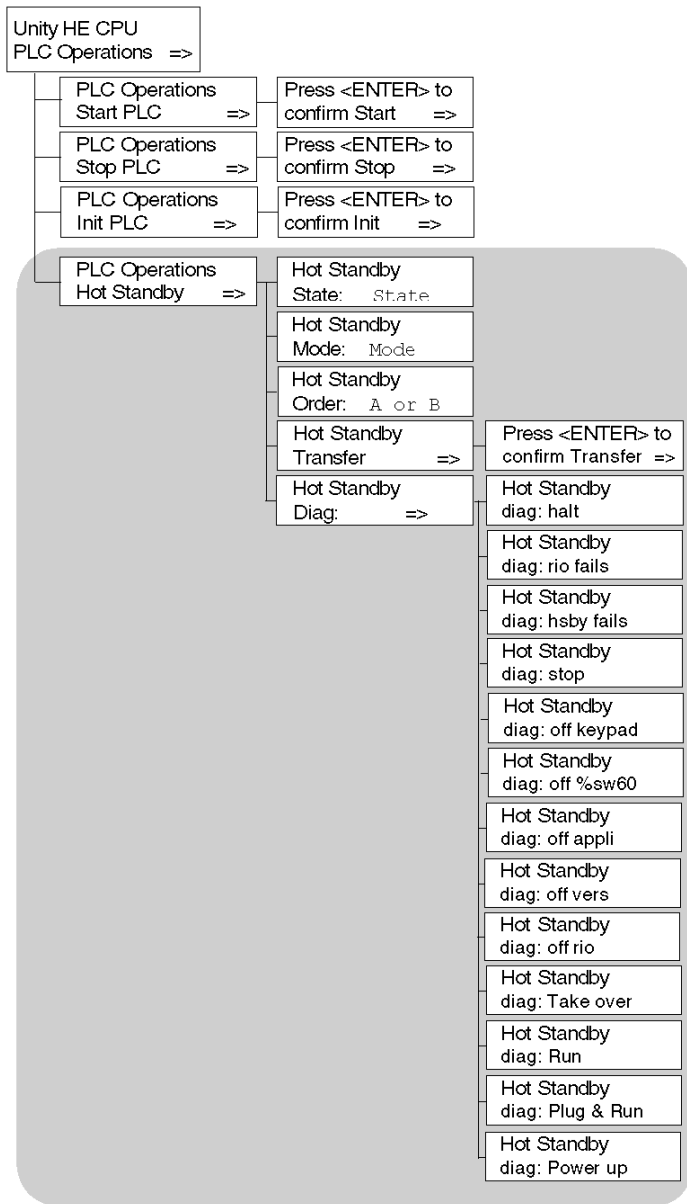 Unity HE CPU
PLC Operations =>
PLC Operations
Start PLC =>
Press <ENTER> to
confirm Start =>
PLC Operations
Stop PLC =>
Press <ENTER> to
confirm Stop =>
PLC Operations
Init PLC =>
Press <ENTER> to
confirm Init =>
PLC Operations
Hot Standby =>
Hot Standby
State: State
Hot Standby
Mode: Mode
Hot Standby
Order: A or B
Hot Standby
Transfer =>
Press <ENTER> to
confirm Transfer =>
Hot Standby
Diag: =>
Hot Standby
diag: halt
Hot Standby
diag: rio fails
Hot Standby
diag: hsby fails
Hot Standby
diag: stop
Hot Standby
diag: off keypad
Hot Standby
diag: off %sw60
Hot Standby
diag: off appli
Hot Standby
diag: off vers
Hot Standby
diag: off rio
Hot Standby
diag: Take over
Hot Standby
diag: Run
Hot Standby
diag: Plug & Run
Hot Standby
diag: Power up